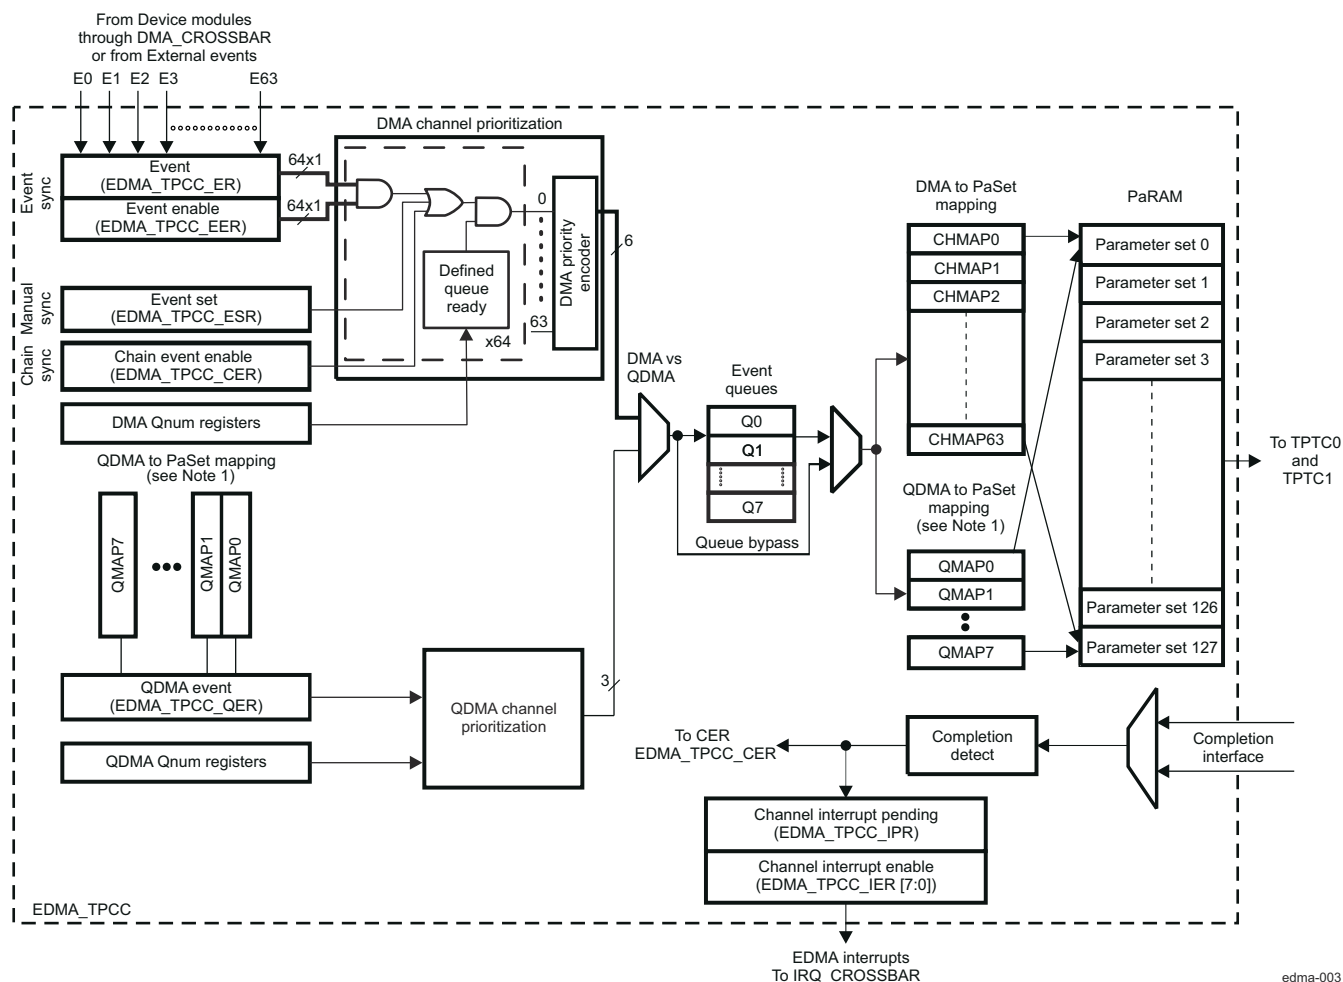 From Device modules
through DMA_CROSSBAR
or from External events
E0 E1 E2 E3 E63
DMA channel prioritization
Event
sync
Event
(EDMA_TPCC_ER)
Event enable
(EDMA_TPCC_EER)
64x1
64x1
Manual
sync
Event set
(EDMA_TPCC_ESR)
Chain
sync
Chain event enable
(EDMA_TPCC_CER)
DMA Qnum registers
Defined
queue
ready
x64
0
63
DMA priority
encoder
6
DMA vs
QDMA
Event
queues
Q0
Q1
Q7
Queue bypass
DMA to PaSet
mapping
CHMAP0
CHMAP1
CHMAP2
CHMAP63
QDMA to PaSet
mapping
(see Note 1)
QMAP0
QMAP1
QMAP7
PaRAM
Parameter set 0
Parameter set 1
Parameter set 2
Parameter set 3
Parameter set 126
Parameter set 127
To TPTC0
and
TPTC1
QDMA to PaSet mapping
(see Note 1)
QMAP7
QMAP1
QMAP0
QDMA event
(EDMA_TPCC_QER)
QDMA Qnum registers
QDMA channel
prioritization
3
To CER
EDMA_TPCC_CER
Completion
detect
Completion
interface
Channel interrupt pending
(EDMA_TPCC_IPR)
Channel interrupt enable
(EDMA_TPCC_IER [7:0])
EDMA_TPCC
EDMA interrupts
To IRQ_CROSSBAR
edma-003